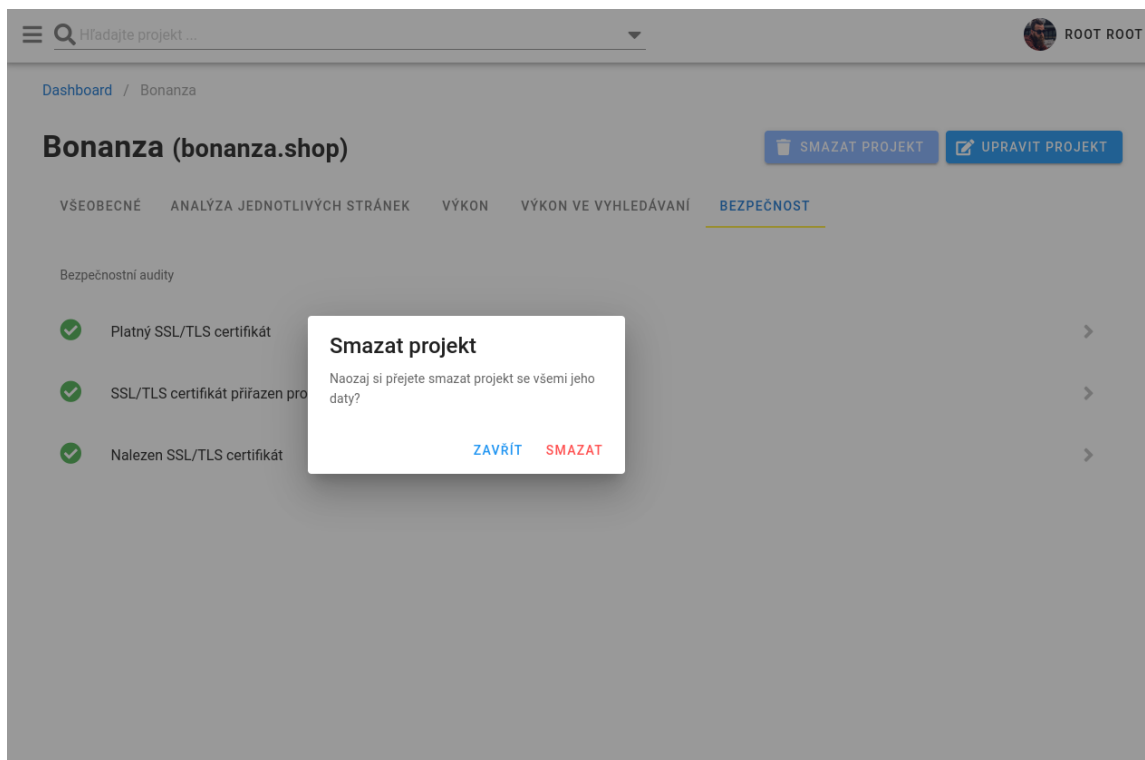 Hľadajte projekt ...
ROOT ROOT
Dashboard / Bonanza
Bonanza (bonanza.shop)
SMAZAT PROJEKT
UPRAVIT PROJEKT
VŠEOBECNÉ ANALÝZA JEDNOTLIVÝCH STRÁNEK VÝKON VÝKON VE VYHLEDÁVANÍ BEZPEČNOST
Bezpečnostní audity
Platný SSL/TLS certifikát
SSL/TLS certifikát přiřazen pro
Nalezen SSL/TLS certifikát
Smazat projekt
Naozaj si přejete smazat projekt se všemi jeho
daty?
ZAVŘÍT SMAZAT